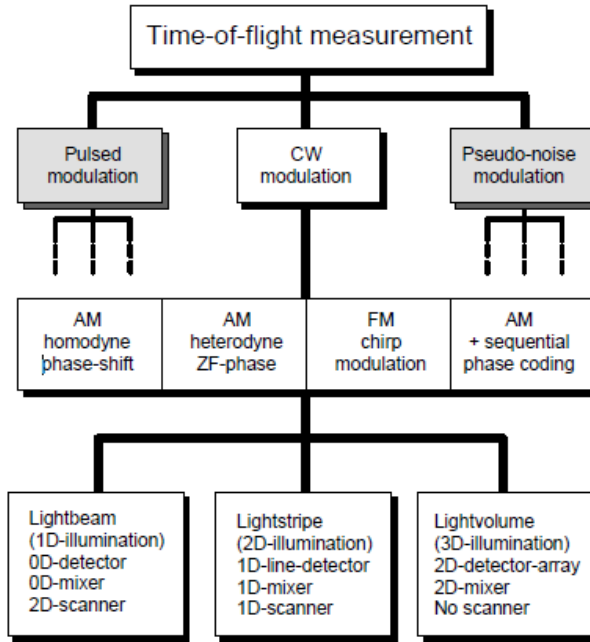 Time-of-flight measurement
Pulsed
modulation
CW
modulation
Pseudo-noise
modulation
AM
homodyne
phase-shift
AM
heterodyne
ZF-phase
FM
chirp
modulation
AM
+ sequential
phase coding
Lightbeam
(1D-illumination)
0D-detector
0D-mixer
2D-scanner
Lightstripe
(2D-illumination)
1D-line-detector
1D-mixer
1D-scanner
Lightvolume
(3D-illumination)
2D-detector-array
2D-mixer
No scanner